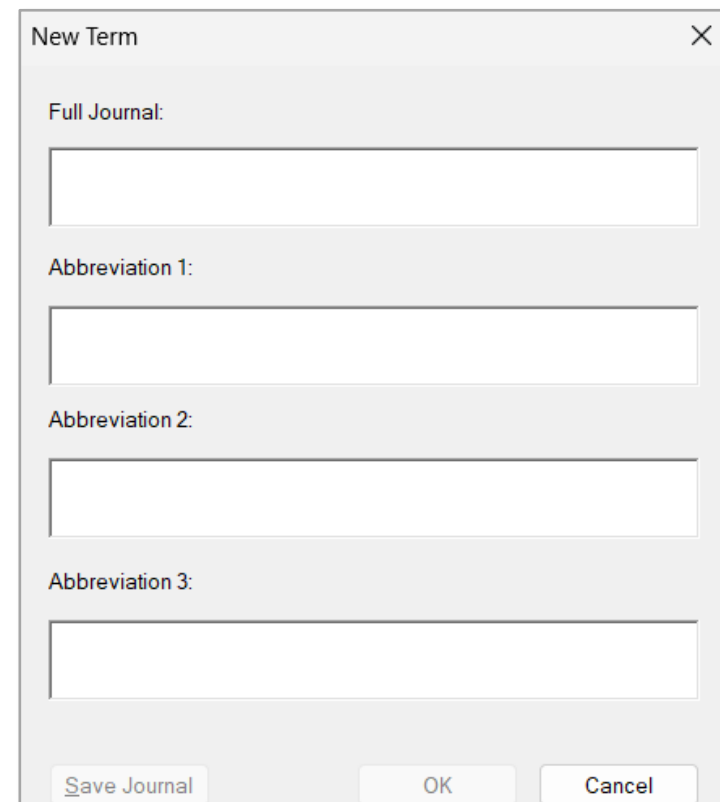 New Term
Full Journal:
Abbreviation 1:
Abbreviation 2:
Abbreviation 3:
Save Journal OK Cancel